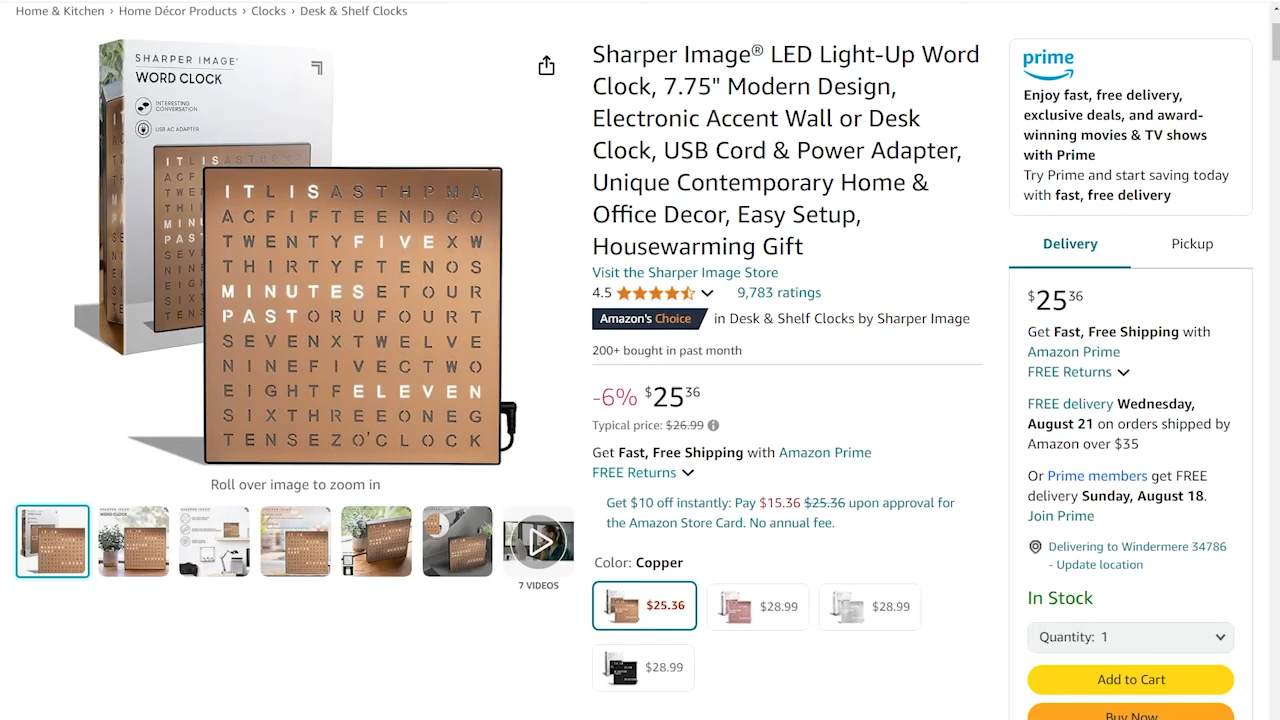 Home & Kitchen › Home Décor Products › Clocks › Desk & Shelf Clocks
SHARPER IMAGE®
WORD CLOCK
INTERESTING
CONVERSATION
USB AC ADAPTER
ITLISASTHPMA
ACFIFTEENDCO
TWENTYFIVEXW
THIRTYFTENOS
MINUTESETOUR
PASTORUFOURT
SEVENXTWELVE
NINEFIVECTWO
EIGHTFELEVEN
SIXTHREEONEG
TENSEZO'CLOCK
Roll over image to zoom in
7 VIDEOS
Sharper Image® LED Light-Up Word
Clock, 7.75" Modern Design,
Electronic Accent Wall or Desk
Clock, USB Cord & Power Adapter,
Unique Contemporary Home &
Office Decor, Easy Setup,
Housewarming Gift
Visit the Sharper Image Store
4.5 9,783 ratings
Amazon's Choice in Desk & Shelf Clocks by Sharper Image
200+ bought in past month
-6% $25 36
Typical price: $26.99
Get Fast, Free Shipping with Amazon Prime
FREE Returns
Get $10 off instantly: Pay $15.36 $25.36 upon approval for
the Amazon Store Card. No annual fee.
Color: Copper
$25.36 $28.99 $28.99
$28.99
prime
Enjoy fast, free delivery,
exclusive deals, and award-
winning movies & TV shows
with Prime
Try Prime and start saving today
with fast, free delivery
Delivery Pickup
$25 36
Get Fast, Free Shipping with
Amazon Prime
FREE Returns
FREE delivery Wednesday,
August 21 on orders shipped by
Amazon over $35
Or Prime members get FREE
delivery Sunday, August 18.
Join Prime
Delivering to Windermere 34786
- Update location
In Stock
Quantity: 1
Add to Cart
Buy Now